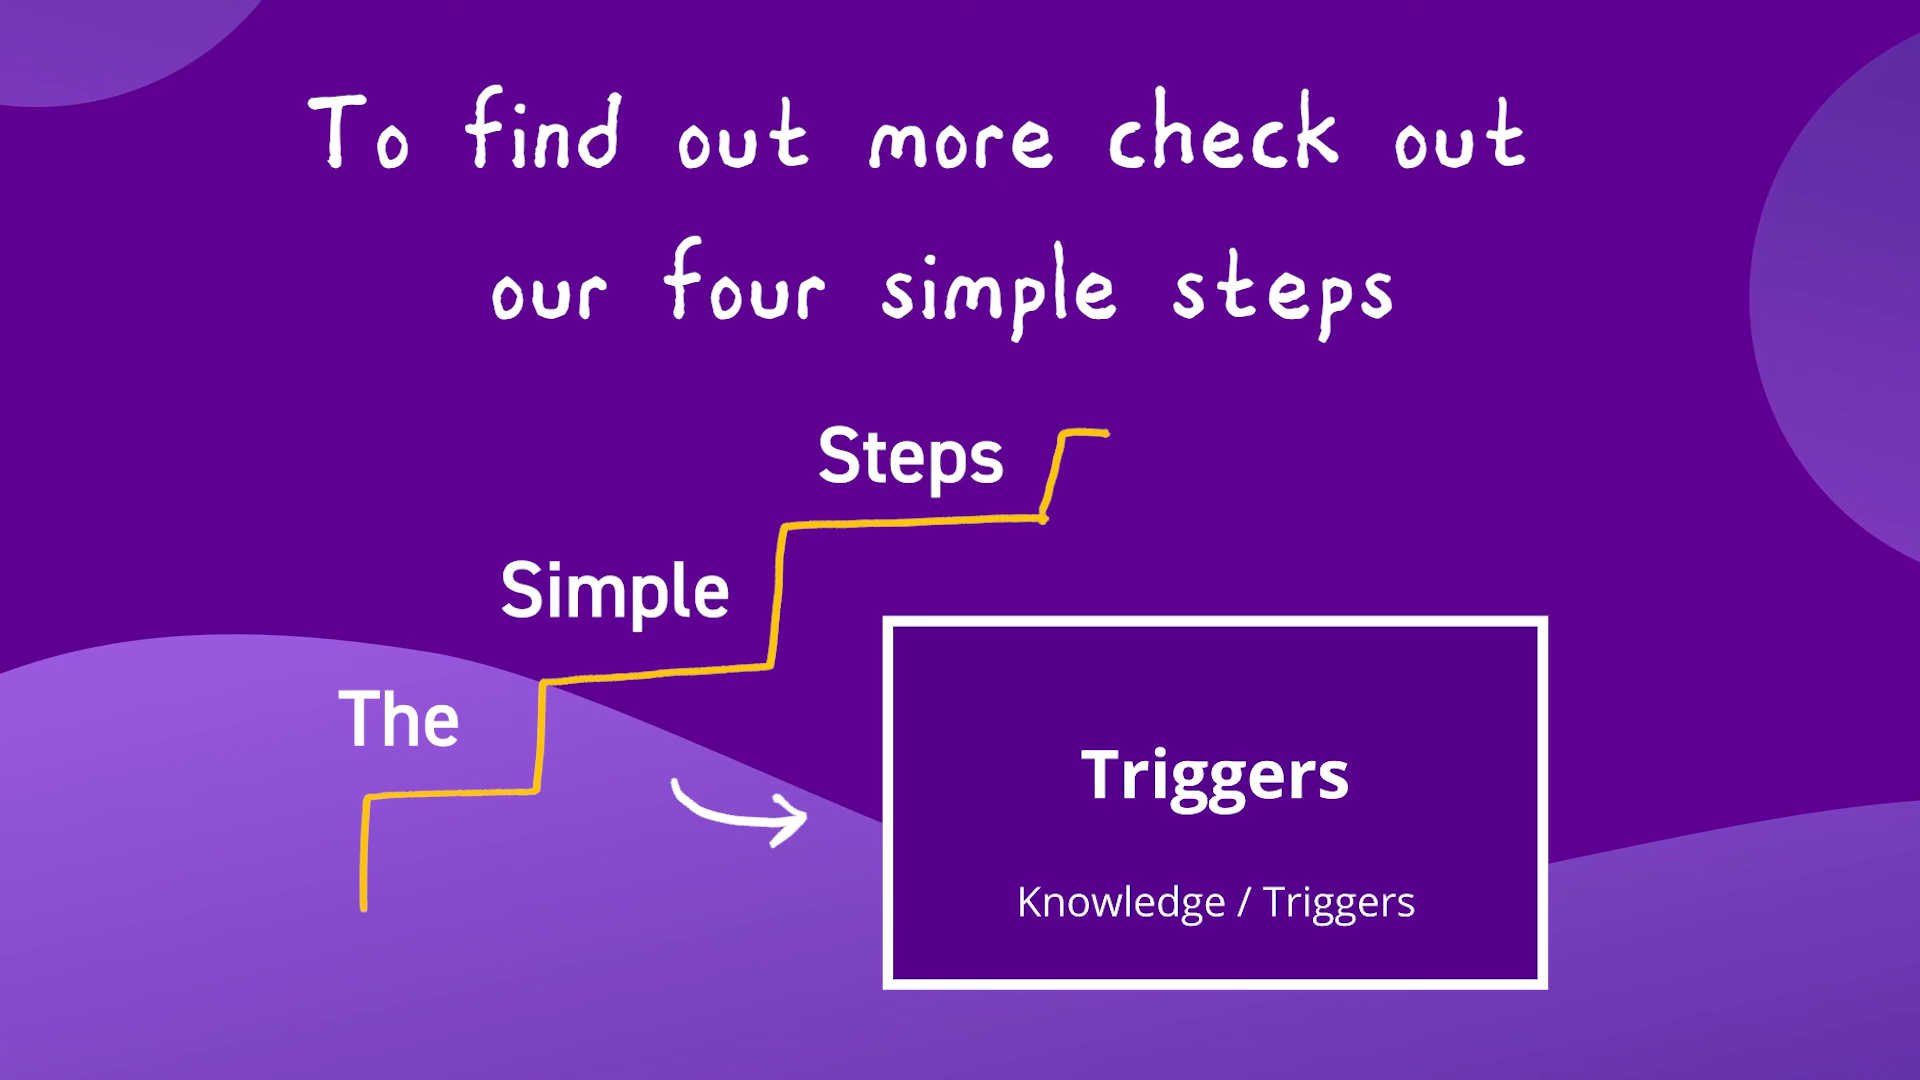 To find out more check out
our four simple steps
Steps
Simple
The
Triggers
Knowledge / Triggers